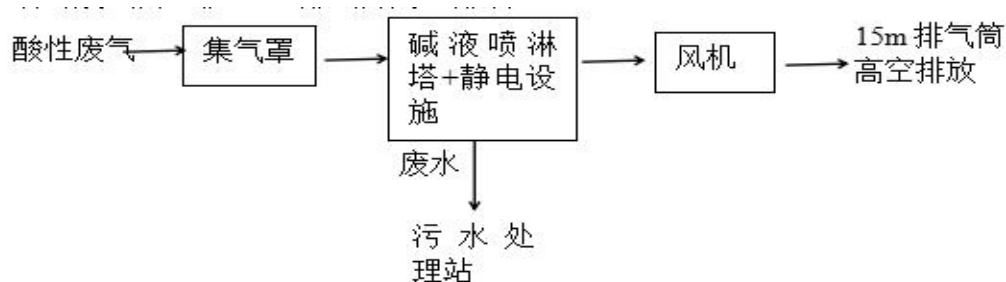 酸性废气
集气罩
碱液喷淋
塔+静电设
施
风机
15m 排气筒
高空排放
废水
污水处
理站